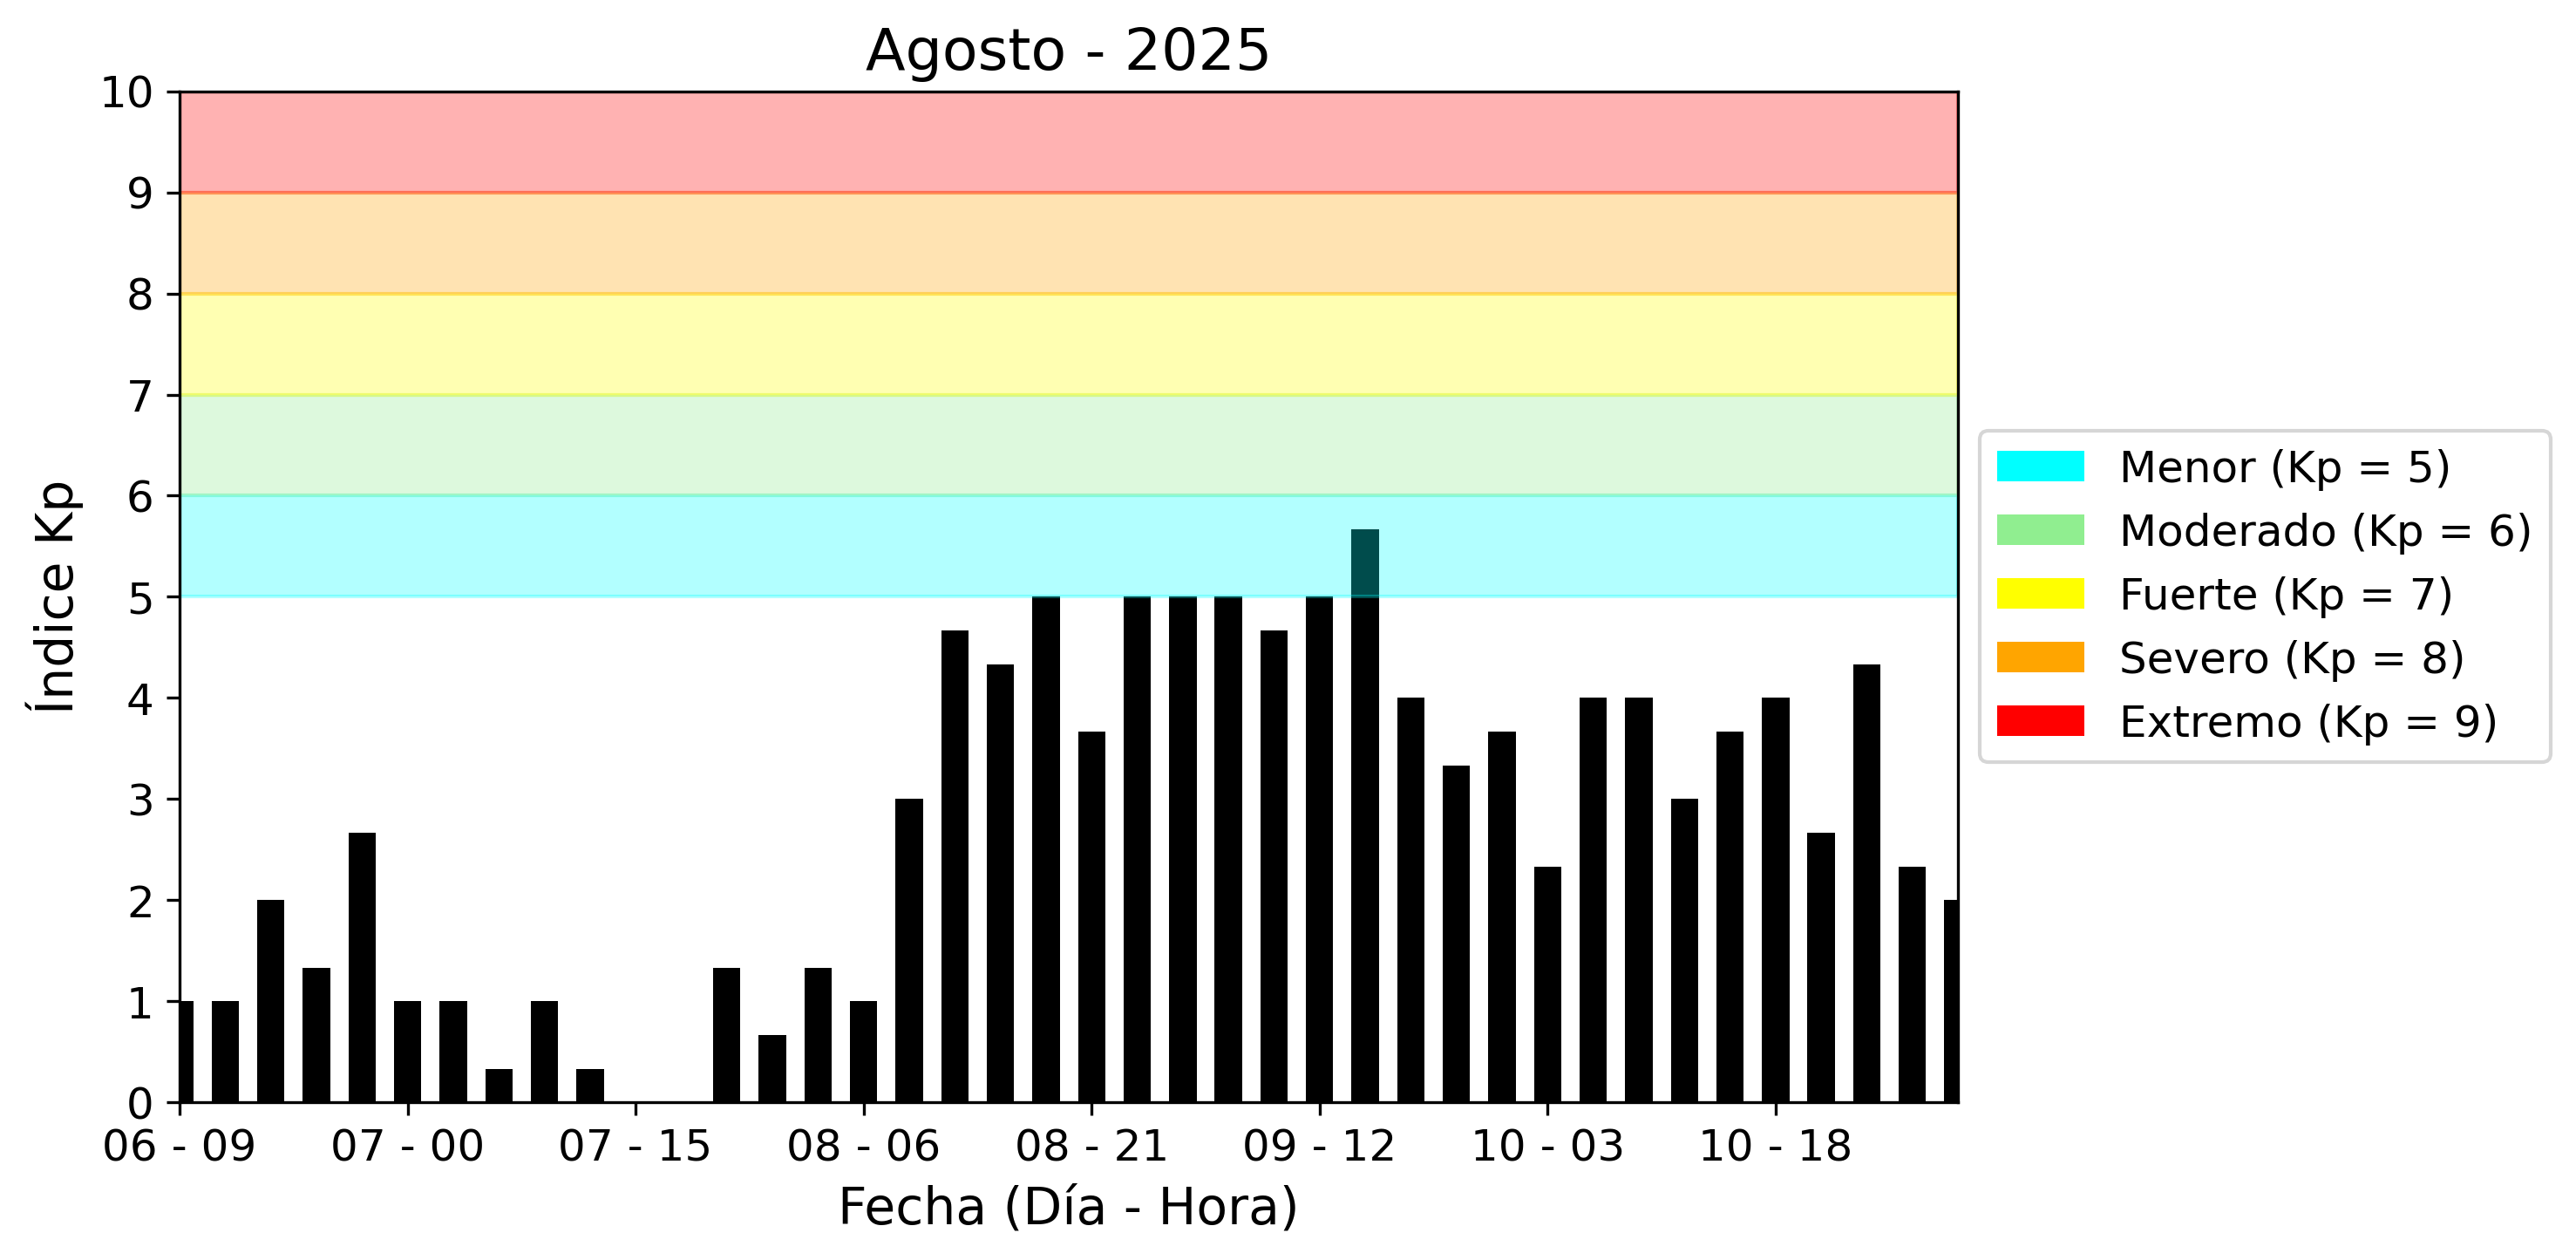 Agosto - 2025
10
9
8
7
6
5
4
3
2
1
0
Índice Kp
06 - 09
07 - 00
07 - 15
08 - 06
08 - 21
09 - 12
10 - 03
10 - 18
Fecha (Día - Hora)
Menor (Kp = 5)
Moderado (Kp = 6)
Fuerte (Kp = 7)
Severo (Kp = 8)
Extremo (Kp = 9)